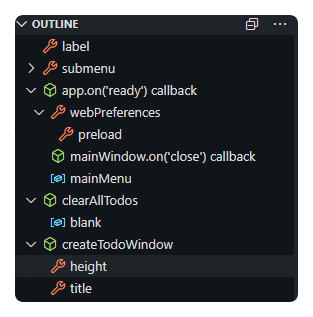 OUTLINE
label
submenu
app.on('ready') callback
webPreferences
preload
mainWindow.on('close') callback
mainMenu
clearAllTodos
blank
createTodoWindow
height
title